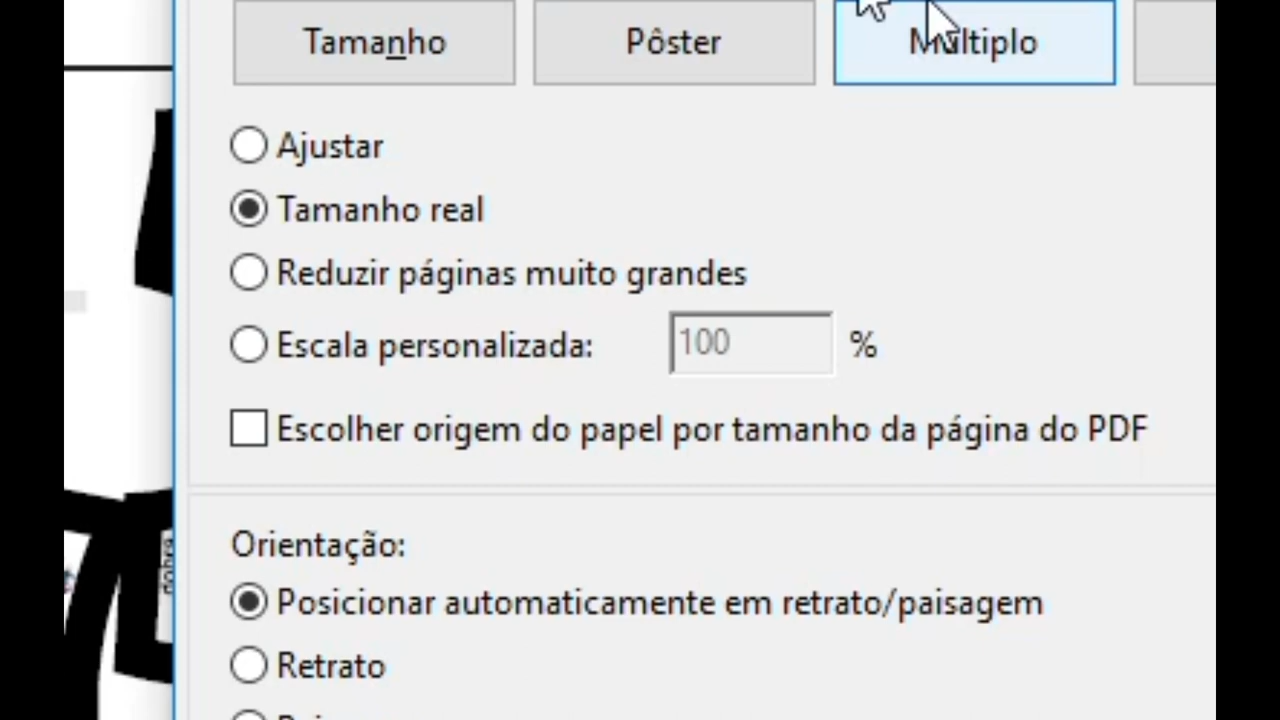 Tamanho
Pôster
Múltiplo
Ajustar
Tamanho real
Reduzir páginas muito grandes
Escala personalizada:
100
%
Escolher origem do papel por tamanho da página do PDF
Orientação:
Posicionar automaticamente em retrato/paisagem
Retrato